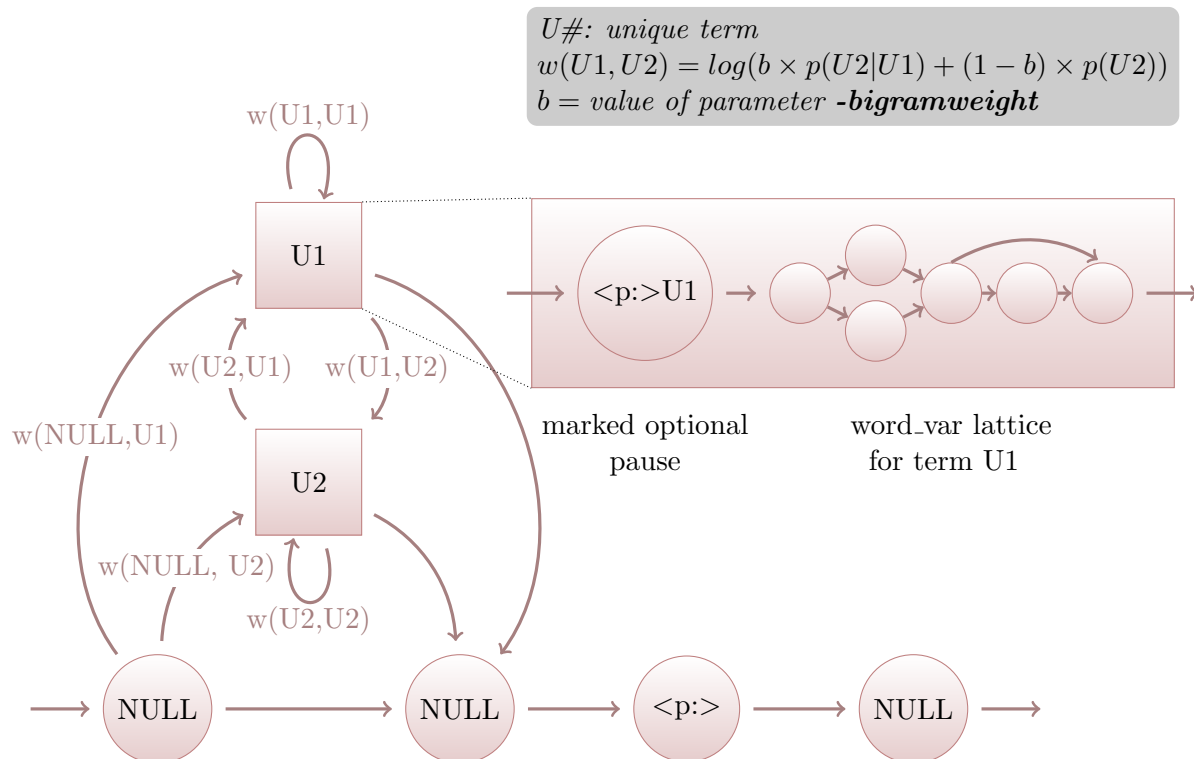 U#: unique term
w(U1, U2) = log(b × p(U2|U1) + (1 − b) × p(U2))
b = value of parameter -bigramweight
w(U1,U1)
U1
<p:>U1
w(U2,U1)
w(U1,U2)
w(NULL,U1)
marked optional
pause
word_var lattice
for term U1
U2
w(NULL, U2)
w(U2,U2)
NULL
NULL
<p:>
NULL